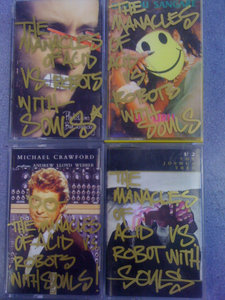 THE
MANACLES
OF ACID
VS ROBOTS
WITH
SOULS
THE
MANACLES
OF
ACID
VS
ROBOTS
WITH
SOULS
MICHAEL CRAWFORD
ANDREW LLOYD WEBBER
THE
MANACLES
OF ACID V
ROBOTS
WITH SOULS!
U2
THE
MANACLES
OF
ACID VS
ROBOT WITH
SOULS